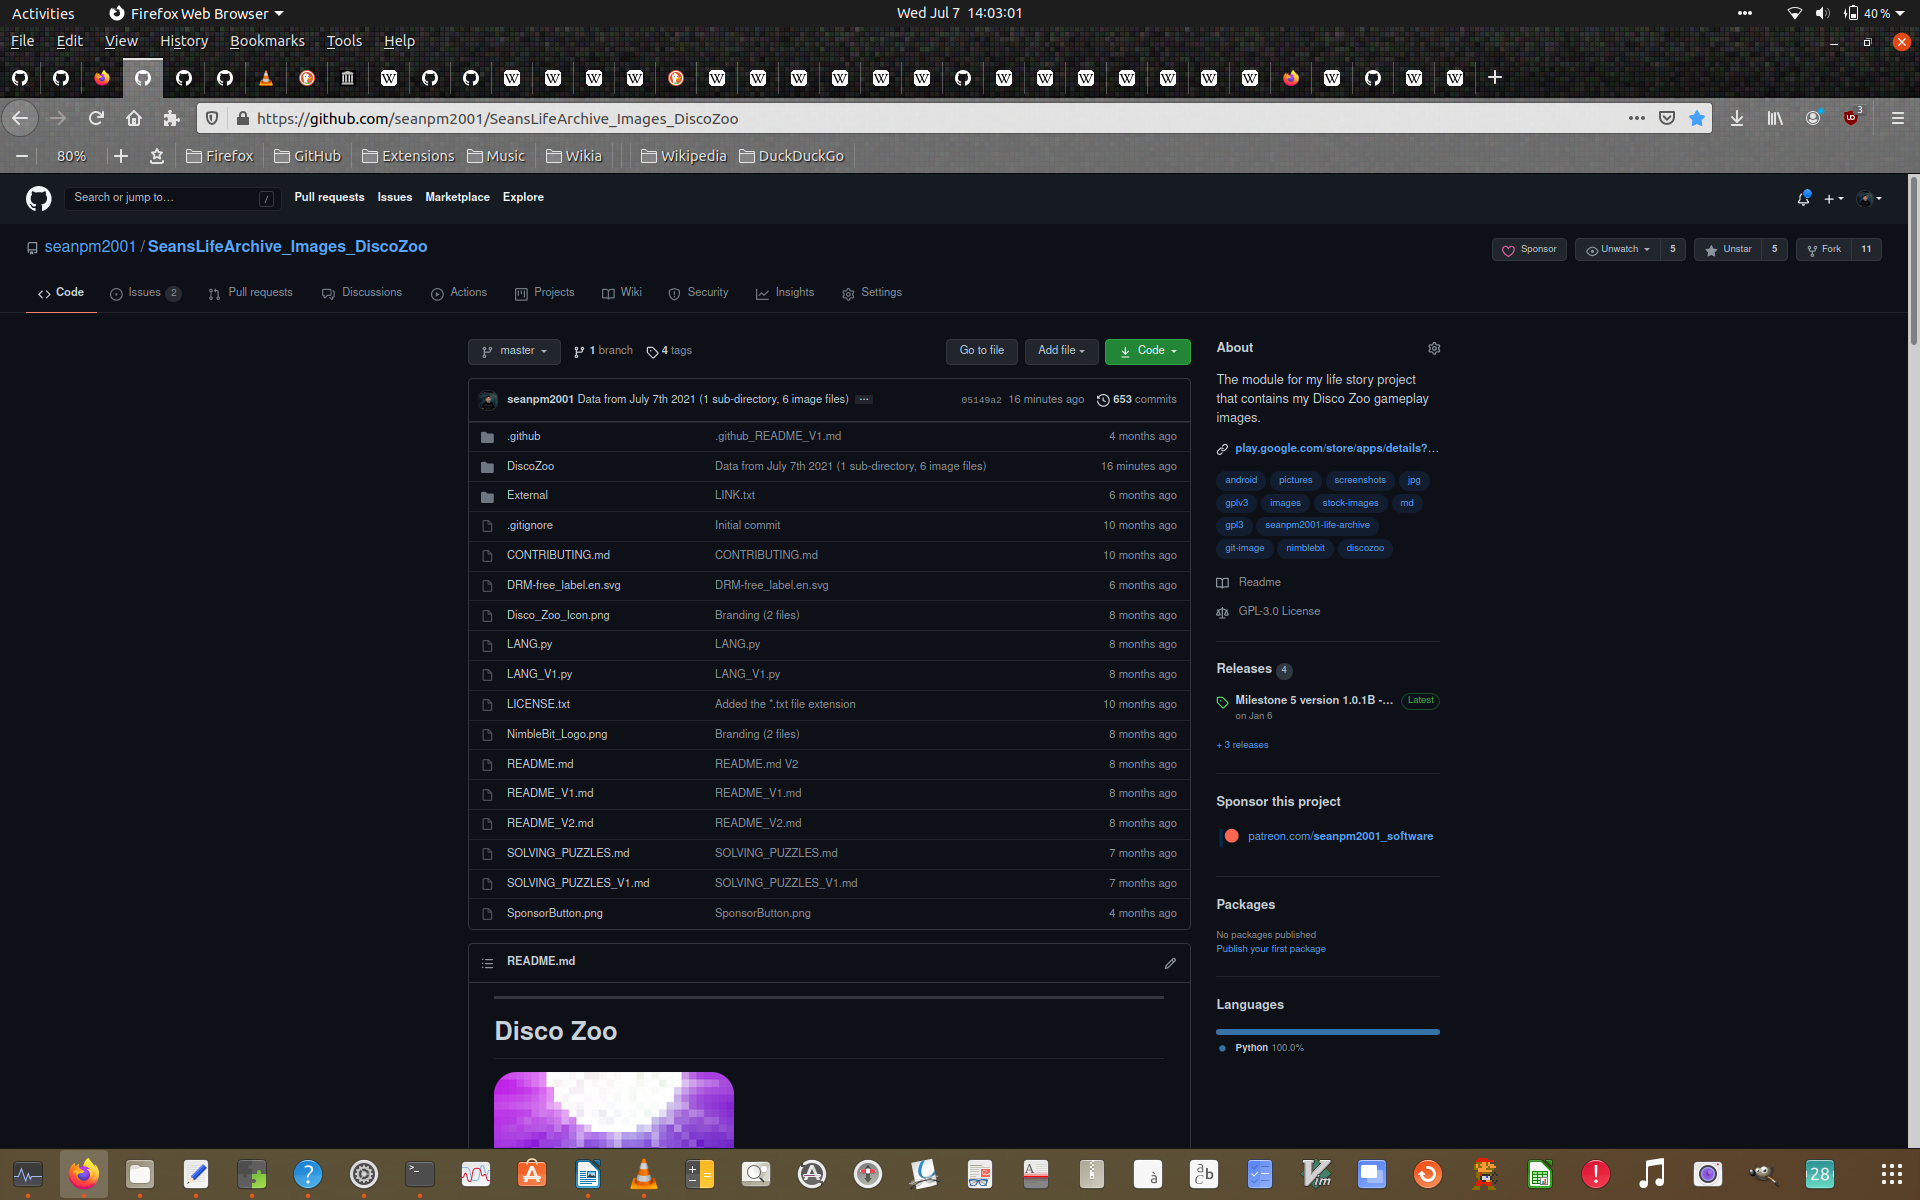 Activities Firefox Web Browser Wed Jul 7 14:03:01 40 %
File Edit View History Bookmarks Tools Help
https://github.com/seanpm2001/SeansLifeArchive_Images_DiscoZoo 3
80% Firefox GitHub Extensions Music Wikia Wikipedia DuckDuckGo
Search or jump to… / Pull requests Issues Marketplace Explore
seanpm2001 / SeansLifeArchive_Images_DiscoZoo Sponsor Unwatch 5 Unstar 5 Fork 11
Code Issues 2 Pull requests Discussions Actions Projects Wiki Security Insights Settings
master 1 branch 4 tags Go to file Add file Code
seanpm2001 Data from July 7th 2021 (1 sub-directory, 6 image files) ··· 05149a2 16 minutes ago 653 commits
.github .github_README_V1.md 4 months ago
DiscoZoo Data from July 7th 2021 (1 sub-directory, 6 image files) 16 minutes ago
External LINK.txt 6 months ago
.gitignore Initial commit 10 months ago
CONTRIBUTING.md CONTRIBUTING.md 10 months ago
DRM-free_label.en.svg DRM-free_label.en.svg 6 months ago
Disco_Zoo_Icon.png Branding (2 files) 8 months ago
LANG.py LANG.py 8 months ago
LANG_V1.py LANG_V1.py 8 months ago
LICENSE.txt Added the *.txt file extension 10 months ago
NimbleBit_Logo.png Branding (2 files) 8 months ago
README.md README.md V2 8 months ago
README_V1.md README_V1.md 8 months ago
README_V2.md README_V2.md 8 months ago
SOLVING_PUZZLES.md SOLVING_PUZZLES.md 7 months ago
SOLVING_PUZZLES_V1.md SOLVING_PUZZLES_V1.md 7 months ago
SponsorButton.png SponsorButton.png 4 months ago
README.md
Disco Zoo
About
The module for my life story project
that contains my Disco Zoo gameplay
images.
play.google.com/store/apps/details?…
android pictures screenshots jpg
gplv3 images stock-images md
gpl3 seanpm2001-life-archive
git-image nimblebit discozoo
Readme
GPL-3.0 License
Releases 4
Milestone 5 version 1.0.1B -… Latest
on Jan 6
+ 3 releases
Sponsor this project
patreon.com/seanpm2001_software
Packages
No packages published
Publish your first package
Languages
Python 100.0%
28